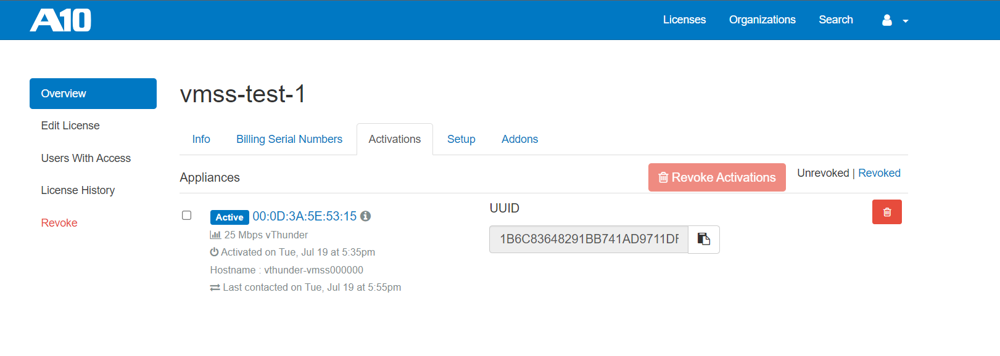 A10
Licenses Organizations Search
Overview
Edit License
Users With Access
License History
Revoke
vmss-test-1
Info Billing Serial Numbers Activations Setup Addons
Appliances
Revoke Activations
Unrevoked | Revoked
Active 00:0D:3A:5E:53:15
25 Mbps vThunder
Activated on Tue, Jul 19 at 5:35pm
Hostname : vthunder-vmss000000
Last contacted on Tue, Jul 19 at 5:55pm
UUID
1B6C83648291BB741AD9711DF